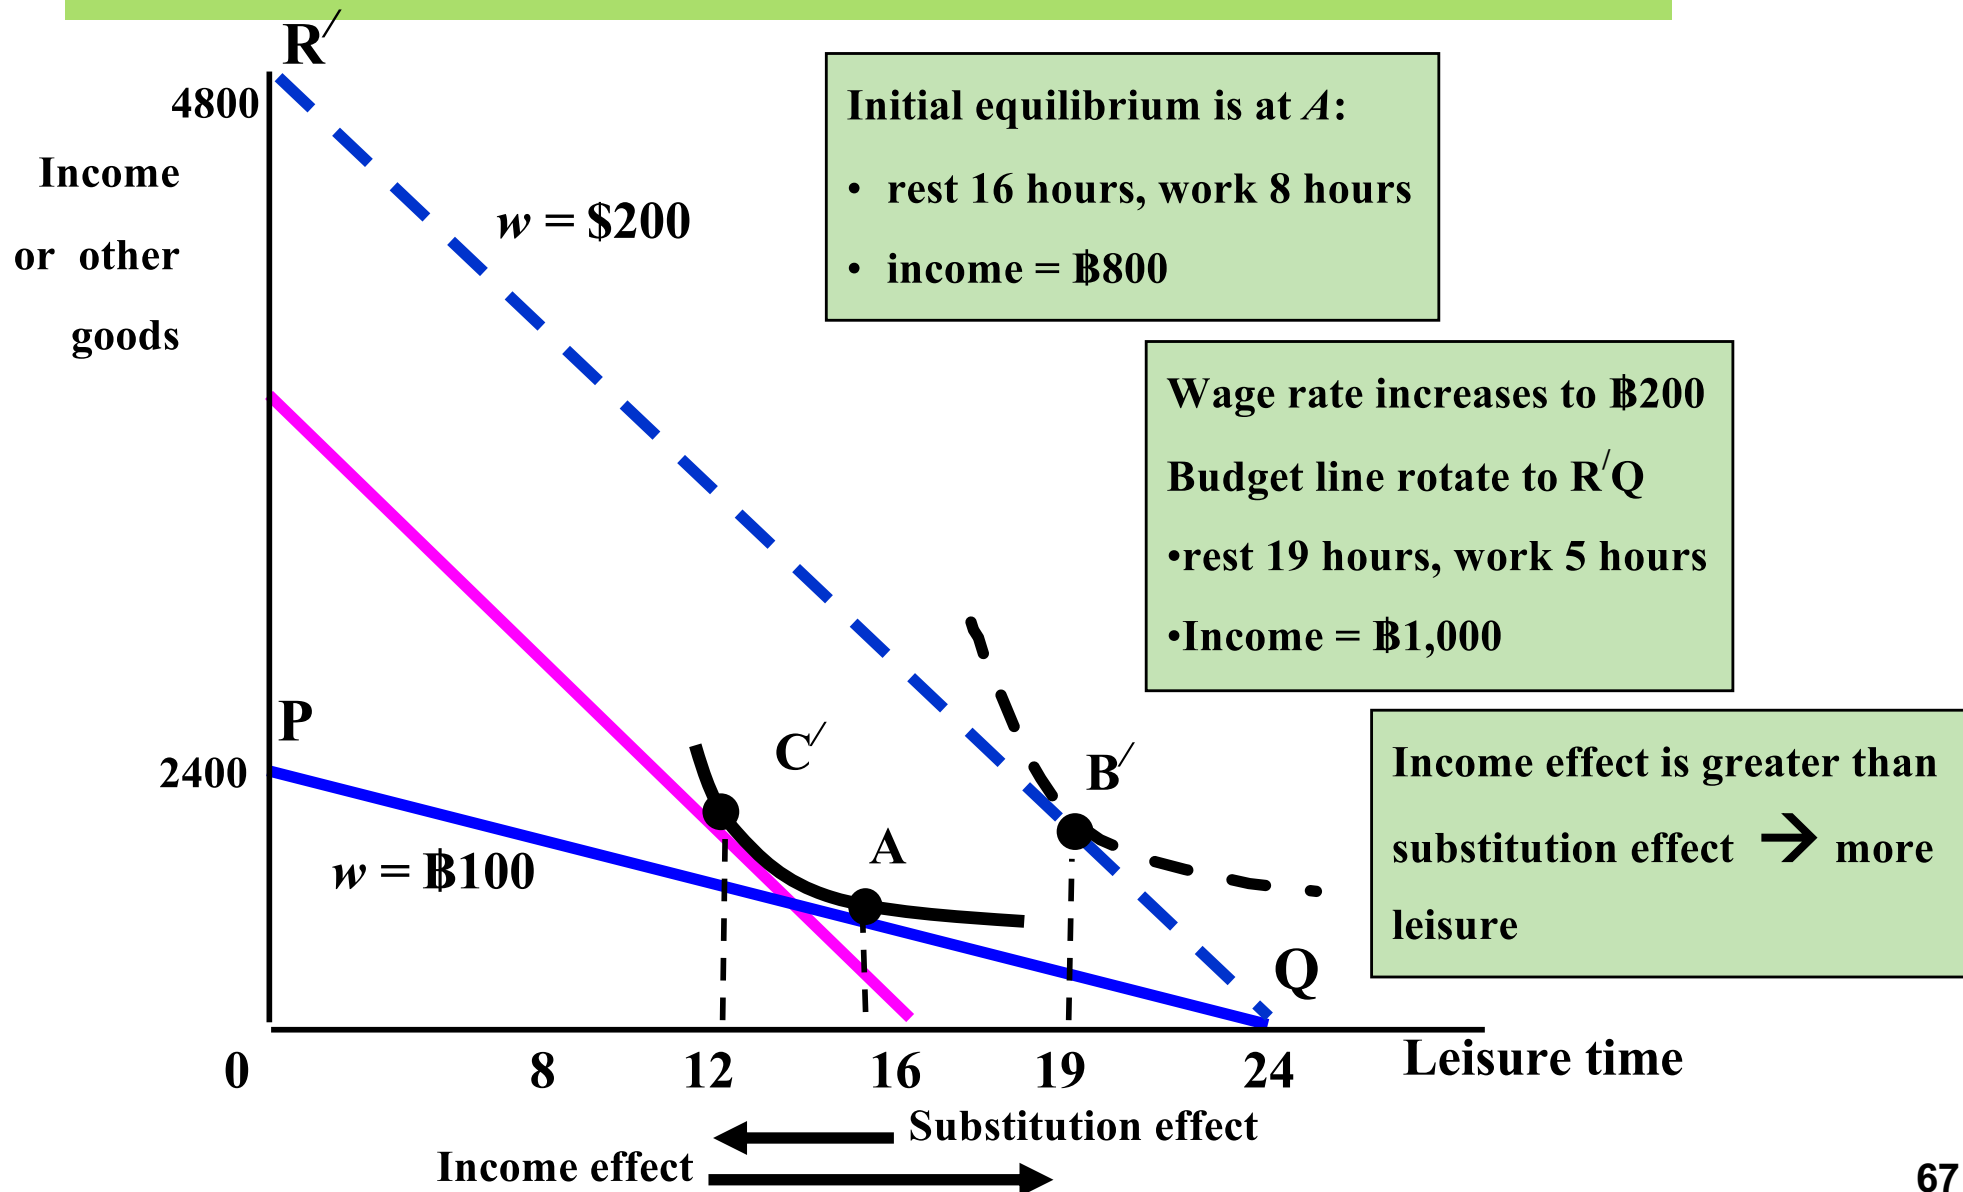 R/
4800
Income
or other
goods
w = $200
Initial equilibrium is at A:
• rest 16 hours, work 8 hours
• income = ฿800
Wage rate increases to ฿200
Budget line rotate to R/Q
•rest 19 hours, work 5 hours
•Income = ฿1,000
P
2400
w = ฿100
C/
A
B/
Q
Income effect is greater than
substitution effect → more
leisure
0 8 12 16 19 24 Leisure time
Substitution effect
Income effect
67